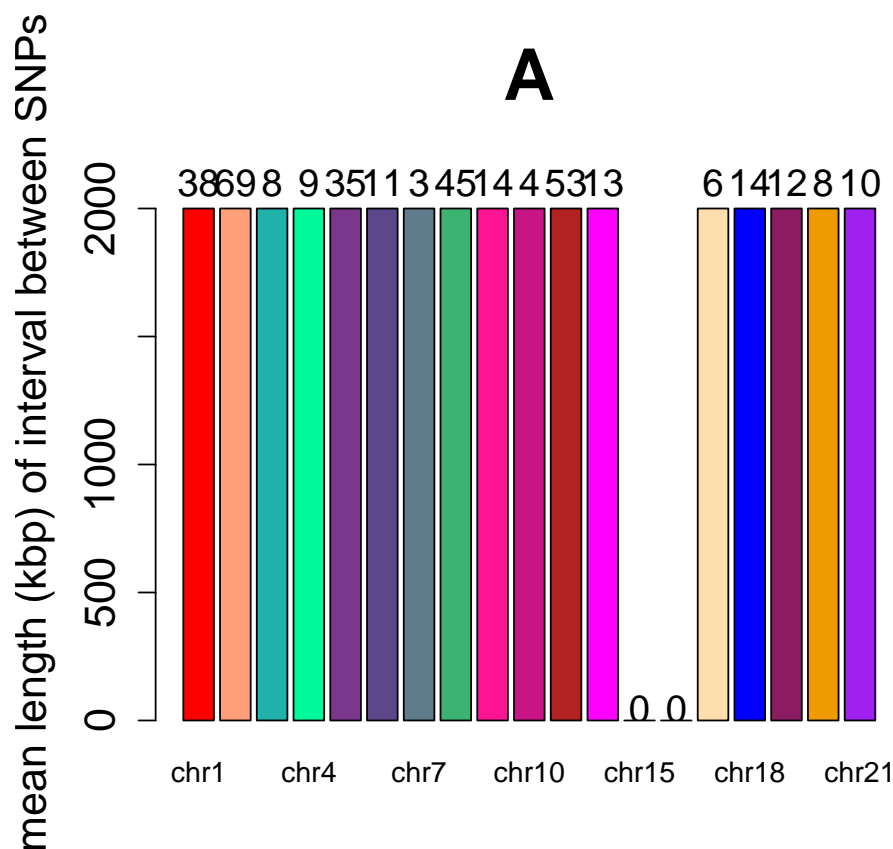 A
mean length (kbp) of interval between SNPs
38 69 8 9 35 11 3 45 14 4 53 13 0 0 6 14 12 8 10
2000
1000
500
0
chr1 chr4 chr7 chr10 chr15 chr18 chr21